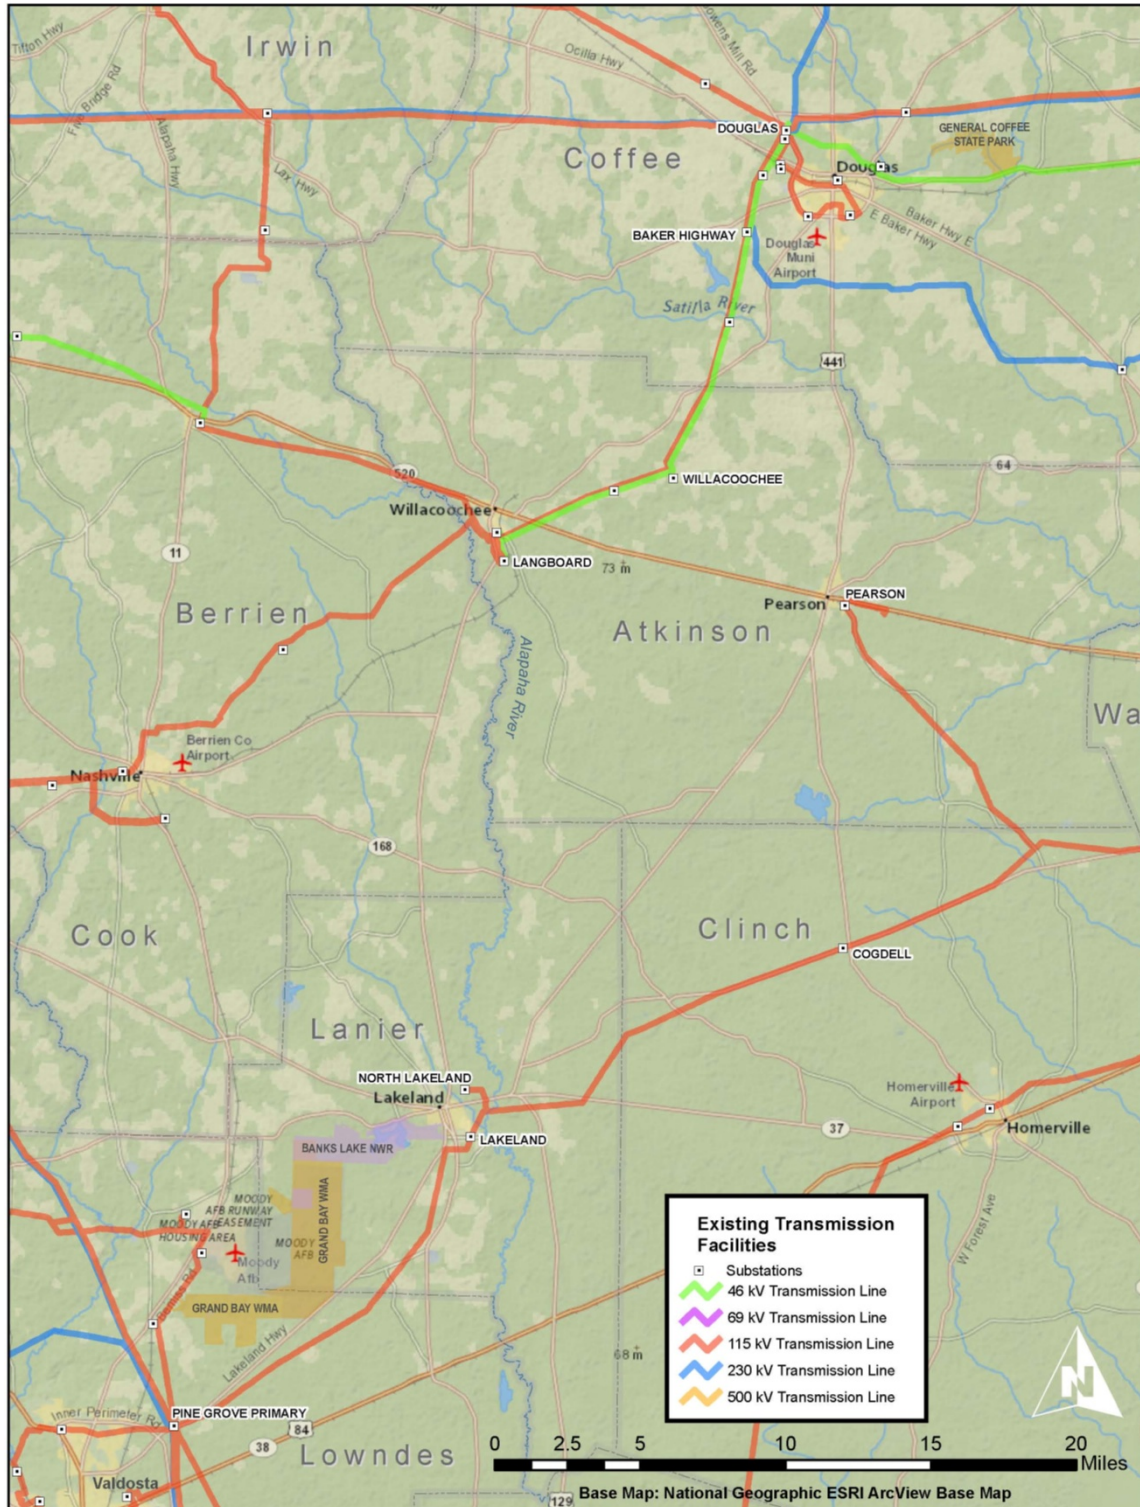 Irwin
Tifton Hwy
Five Bridge Rd
Alapaha Hwy
Lax Hwy
Ocilla Hwy
Bowens Mill Rd
DOUGLAS
Coffee
GENERAL COFFEE
STATE PARK
Douglas
Baker Hwy E
E Baker Hwy
BAKER HIGHWAY
Douglas
Muni
Airport
Satilla River
441
520
64
WILLACOOCHEE
Willacoochee
LANGBOARD
73 m
11
Berrien
Pearson
PEARSON
Atkinson
Alapaha River
Wa
Berrien Co
Airport
Nashville
168
Cook
Clinch
COGDELL
Lanier
NORTH LAKELAND
Lakeland
LAKELAND
Homerville
Airport
Homerville
37
BANKS LAKE NWR
MOODY
AFB RUNWAY
EASEMENT
MOODY AFB
HOUSING AREA
MOODY
AFB
GRAND BAY WMA
Moody
Afb
Bemiss Rd
GRAND BAY WMA
Lakeland Hwy
W Forest Ave
68 m
Inner Perimeter Rd
PINE GROVE PRIMARY
84
38
Lowndes
Valdosta
129
Existing Transmission
Facilities
Substations
46 kV Transmission Line
69 kV Transmission Line
115 kV Transmission Line
230 kV Transmission Line
500 kV Transmission Line
N
0 2.5 5 10 15 20
Miles
Base Map: National Geographic ESRI ArcView Base Map